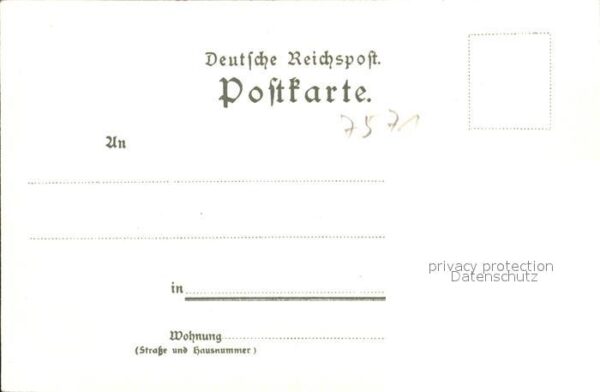 Deutsche Reichspost.
Postkarte.
7571
An
privacy protection
Datenschutz
in
Wohnung
(Straße und Hausnummer)